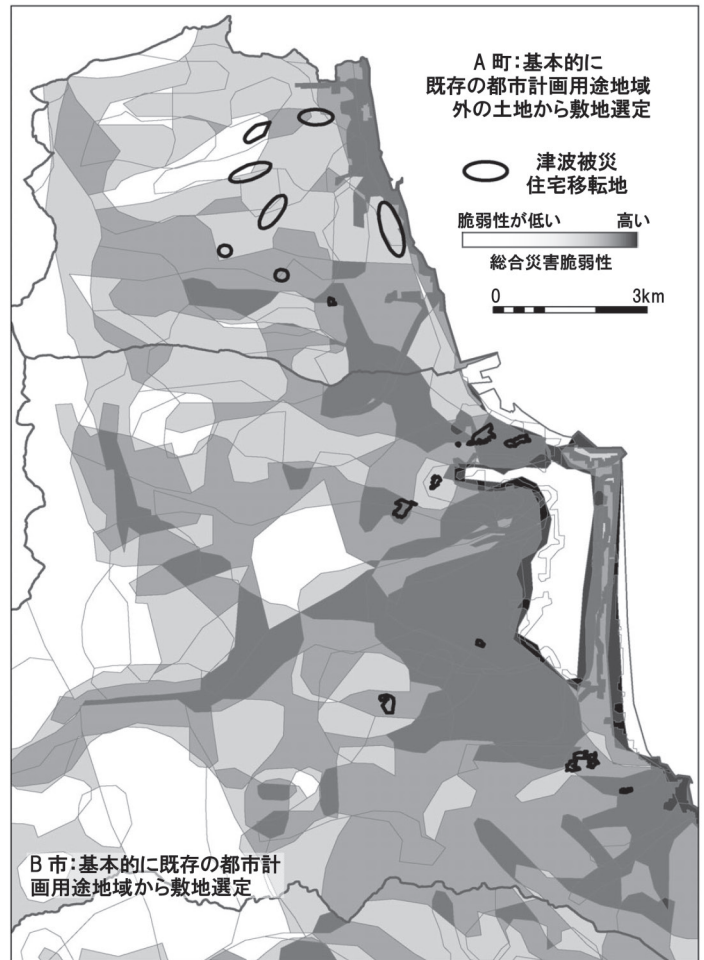 A 町：基本的に
既存の都市計画用途地域
外の土地から敷地選定
津波被災
住宅移転地
脆弱性が低い 高い
総合災害脆弱性
0 3km
B 市：基本的に既存の都市計
画用途地域から敷地選定